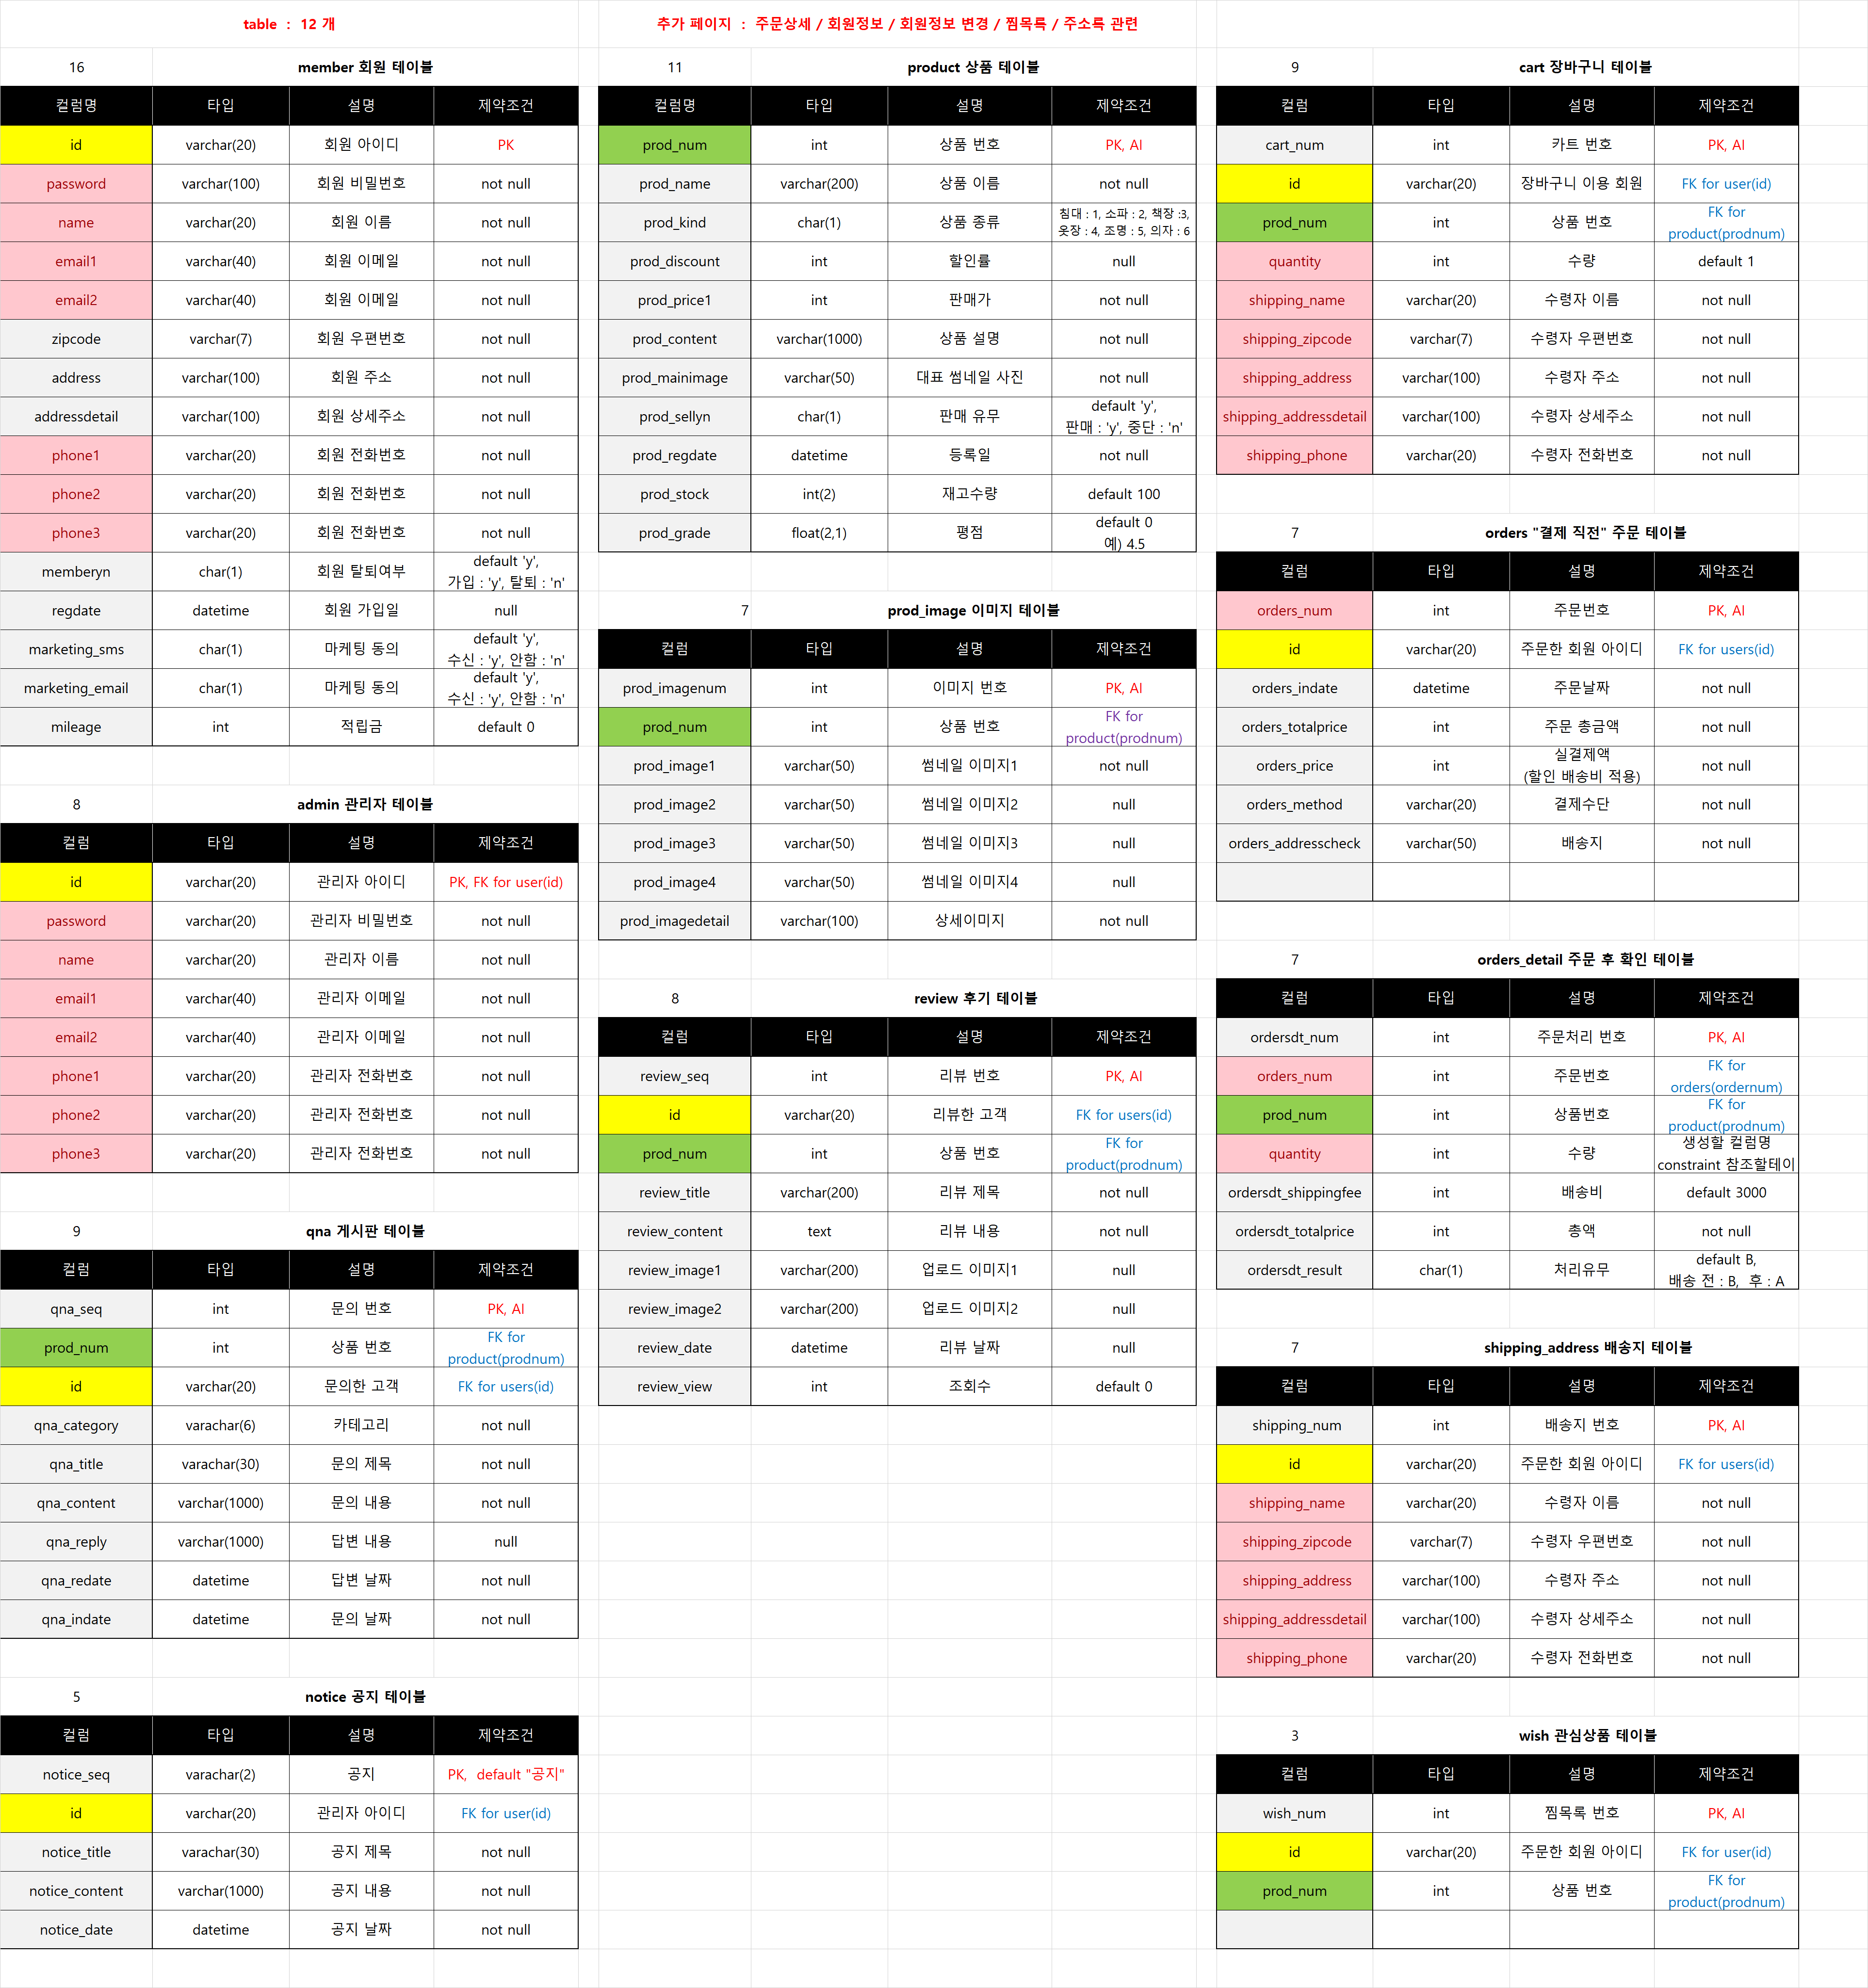 table : 12 개
추가 페이지 : 주문상세 / 회원정보 / 회원정보 변경 / 찜목록 / 주소록 관련
16 member 회원 테이블
컬럼명 타입 설명 제약조건
id varchar(20) 회원 아이디 PK
password varchar(100) 회원 비밀번호 not null
name varchar(20) 회원 이름 not null
email1 varchar(40) 회원 이메일 not null
email2 varchar(40) 회원 이메일 not null
zipcode varchar(7) 회원 우편번호 not null
address varchar(100) 회원 주소 not null
addressdetail varchar(100) 회원 상세주소 not null
phone1 varchar(20) 회원 전화번호 not null
phone2 varchar(20) 회원 전화번호 not null
phone3 varchar(20) 회원 전화번호 not null
memberyn char(1) 회원 탈퇴여부 default 'y',
가입 : 'y', 탈퇴 : 'n'
regdate datetime 회원 가입일 null
marketing_sms char(1) 마케팅 동의 default 'y',
수신 : 'y', 안함 : 'n'
marketing_email char(1) 마케팅 동의 default 'y',
수신 : 'y', 안함 : 'n'
mileage int 적립금 default 0
8 admin 관리자 테이블
컬럼 타입 설명 제약조건
id varchar(20) 관리자 아이디 PK, FK for user(id)
password varchar(20) 관리자 비밀번호 not null
name varchar(20) 관리자 이름 not null
email1 varchar(40) 관리자 이메일 not null
email2 varchar(40) 관리자 이메일 not null
phone1 varchar(20) 관리자 전화번호 not null
phone2 varchar(20) 관리자 전화번호 not null
phone3 varchar(20) 관리자 전화번호 not null
9 qna 게시판 테이블
컬럼 타입 설명 제약조건
qna_seq int 문의 번호 PK, AI
prod_num int 상품 번호 FK for
product(prodnum)
id varchar(20) 문의한 고객 FK for users(id)
qna_category varachar(6) 카테고리 not null
qna_title varachar(30) 문의 제목 not null
qna_content varchar(1000) 문의 내용 not null
qna_reply varchar(1000) 답변 내용 null
qna_redate datetime 답변 날짜 not null
qna_indate datetime 문의 날짜 not null
5 notice 공지 테이블
컬럼 타입 설명 제약조건
notice_seq varachar(2) 공지 PK, default "공지"
id varchar(20) 관리자 아이디 FK for user(id)
notice_title varachar(30) 공지 제목 not null
notice_content varchar(1000) 공지 내용 not null
notice_date datetime 공지 날짜 not null
11 product 상품 테이블
컬럼명 타입 설명 제약조건
prod_num int 상품 번호 PK, AI
prod_name varchar(200) 상품 이름 not null
prod_kind char(1) 상품 종류 침대 : 1, 소파 : 2, 책장 :3,
옷장 : 4, 조명 : 5, 의자 : 6
prod_discount int 할인률 null
prod_price1 int 판매가 not null
prod_content varchar(1000) 상품 설명 not null
prod_mainimage varchar(50) 대표 썸네일 사진 not null
prod_sellyn char(1) 판매 유무 default 'y',
판매 : 'y', 중단 : 'n'
prod_regdate datetime 등록일 not null
prod_stock int(2) 재고수량 default 100
prod_grade float(2,1) 평점 default 0
예) 4.5
7 prod_image 이미지 테이블
컬럼 타입 설명 제약조건
prod_imagenum int 이미지 번호 PK, AI
prod_num int 상품 번호 FK for
product(prodnum)
prod_image1 varchar(50) 썸네일 이미지1 not null
prod_image2 varchar(50) 썸네일 이미지2 null
prod_image3 varchar(50) 썸네일 이미지3 null
prod_image4 varchar(50) 썸네일 이미지4 null
prod_imagedetail varchar(100) 상세이미지 not null
8 review 후기 테이블
컬럼 타입 설명 제약조건
review_seq int 리뷰 번호 PK, AI
id varchar(20) 리뷰한 고객 FK for users(id)
prod_num int 상품 번호 FK for
product(prodnum)
review_title varchar(200) 리뷰 제목 not null
review_content text 리뷰 내용 not null
review_image1 varchar(200) 업로드 이미지1 null
review_image2 varchar(200) 업로드 이미지2 null
review_date datetime 리뷰 날짜 null
review_view int 조회수 default 0
9 cart 장바구니 테이블
컬럼 타입 설명 제약조건
cart_num int 카트 번호 PK, AI
id varchar(20) 장바구니 이용 회원 FK for user(id)
prod_num int 상품 번호 FK for
product(prodnum)
quantity int 수량 default 1
shipping_name varchar(20) 수령자 이름 not null
shipping_zipcode varchar(7) 수령자 우편번호 not null
shipping_address varchar(100) 수령자 주소 not null
shipping_addressdetail varchar(100) 수령자 상세주소 not null
shipping_phone varchar(20) 수령자 전화번호 not null
7 orders "결제 직전" 주문 테이블
컬럼 타입 설명 제약조건
orders_num int 주문번호 PK, AI
id varchar(20) 주문한 회원 아이디 FK for users(id)
orders_indate datetime 주문날짜 not null
orders_totalprice int 주문 총금액 not null
orders_price int 실결제액
(할인 배송비 적용) not null
orders_method varchar(20) 결제수단 not null
orders_addresscheck varchar(50) 배송지 not null
7 orders_detail 주문 후 확인 테이블
컬럼 타입 설명 제약조건
ordersdt_num int 주문처리 번호 PK, AI
orders_num int 주문번호 FK for
orders(ordernum)
prod_num int 상품번호 FK for
product(prodnum)
quantity int 수량 생성할 컬럼명
constraint 참조할테이
ordersdt_shippingfee int 배송비 default 3000
ordersdt_totalprice int 총액 not null
ordersdt_result char(1) 처리유무 default B,
배송 전 : B, 후 : A
7 shipping_address 배송지 테이블
컬럼 타입 설명 제약조건
shipping_num int 배송지 번호 PK, AI
id varchar(20) 주문한 회원 아이디 FK for users(id)
shipping_name varchar(20) 수령자 이름 not null
shipping_zipcode varchar(7) 수령자 우편번호 not null
shipping_address varchar(100) 수령자 주소 not null
shipping_addressdetail varchar(100) 수령자 상세주소 not null
shipping_phone varchar(20) 수령자 전화번호 not null
3 wish 관심상품 테이블
컬럼 타입 설명 제약조건
wish_num int 찜목록 번호 PK, AI
id varchar(20) 주문한 회원 아이디 FK for user(id)
prod_num int 상품 번호 FK for
product(prodnum)